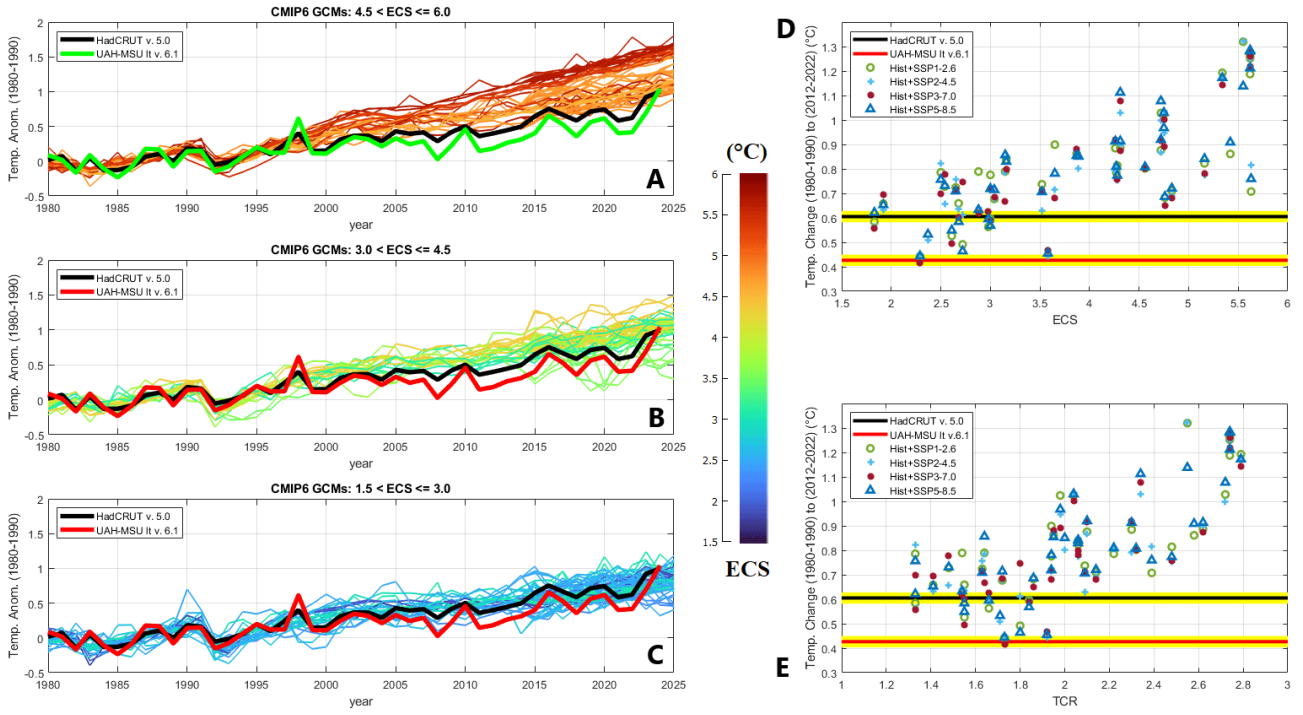 CMIP6 GCMs: 4.5 < ECS <= 6.0
2
1.5
1
0.5
0
-0.5
Temp. Anom. (1980-1990)
HadCRUT v. 5.0
UAH-MSU lt v. 6.1
A
1980 1985 1990 1995 2000 2005 2010 2015 2020 2025
year
CMIP6 GCMs: 3.0 < ECS <= 4.5
2
1.5
1
0.5
0
-0.5
Temp. Anom. (1980-1990)
HadCRUT v. 5.0
UAH-MSU lt v. 6.1
B
1980 1985 1990 1995 2000 2005 2010 2015 2020 2025
year
CMIP6 GCMs: 1.5 < ECS <= 3.0
2
1.5
1
0.5
0
-0.5
Temp. Anom. (1980-1990)
HadCRUT v. 5.0
UAH-MSU lt v. 6.1
C
1980 1985 1990 1995 2000 2005 2010 2015 2020 2025
year
(°C)
6
5.5
5
4.5
4
3.5
3
2.5
2
1.5
ECS
D
1.3
1.2
1.1
1
0.9
0.8
0.7
0.6
0.5
0.4
0.3
Temp. Change (1980-1990) to (2012-2022) (°C)
HadCRUT v. 5.0
UAH-MSU lt v.6.1
Hist+SSP1-2.6
Hist+SSP2-4.5
Hist+SSP3-7.0
Hist+SSP5-8.5
1.5 2 2.5 3 3.5 4 4.5 5 5.5 6
ECS
1.3
1.2
1.1
1
0.9
0.8
0.7
0.6
0.5
0.4
0.3
0.2
Temp. Change (1980-1990) to (2012-2022) (°C)
HadCRUT v. 5.0
UAH-MSU lt v.6.1
Hist+SSP1-2.6
Hist+SSP2-4.5
Hist+SSP3-7.0
Hist+SSP5-8.5
E
1 1.2 1.4 1.6 1.8 2 2.2 2.4 2.6 2.8 3
TCR